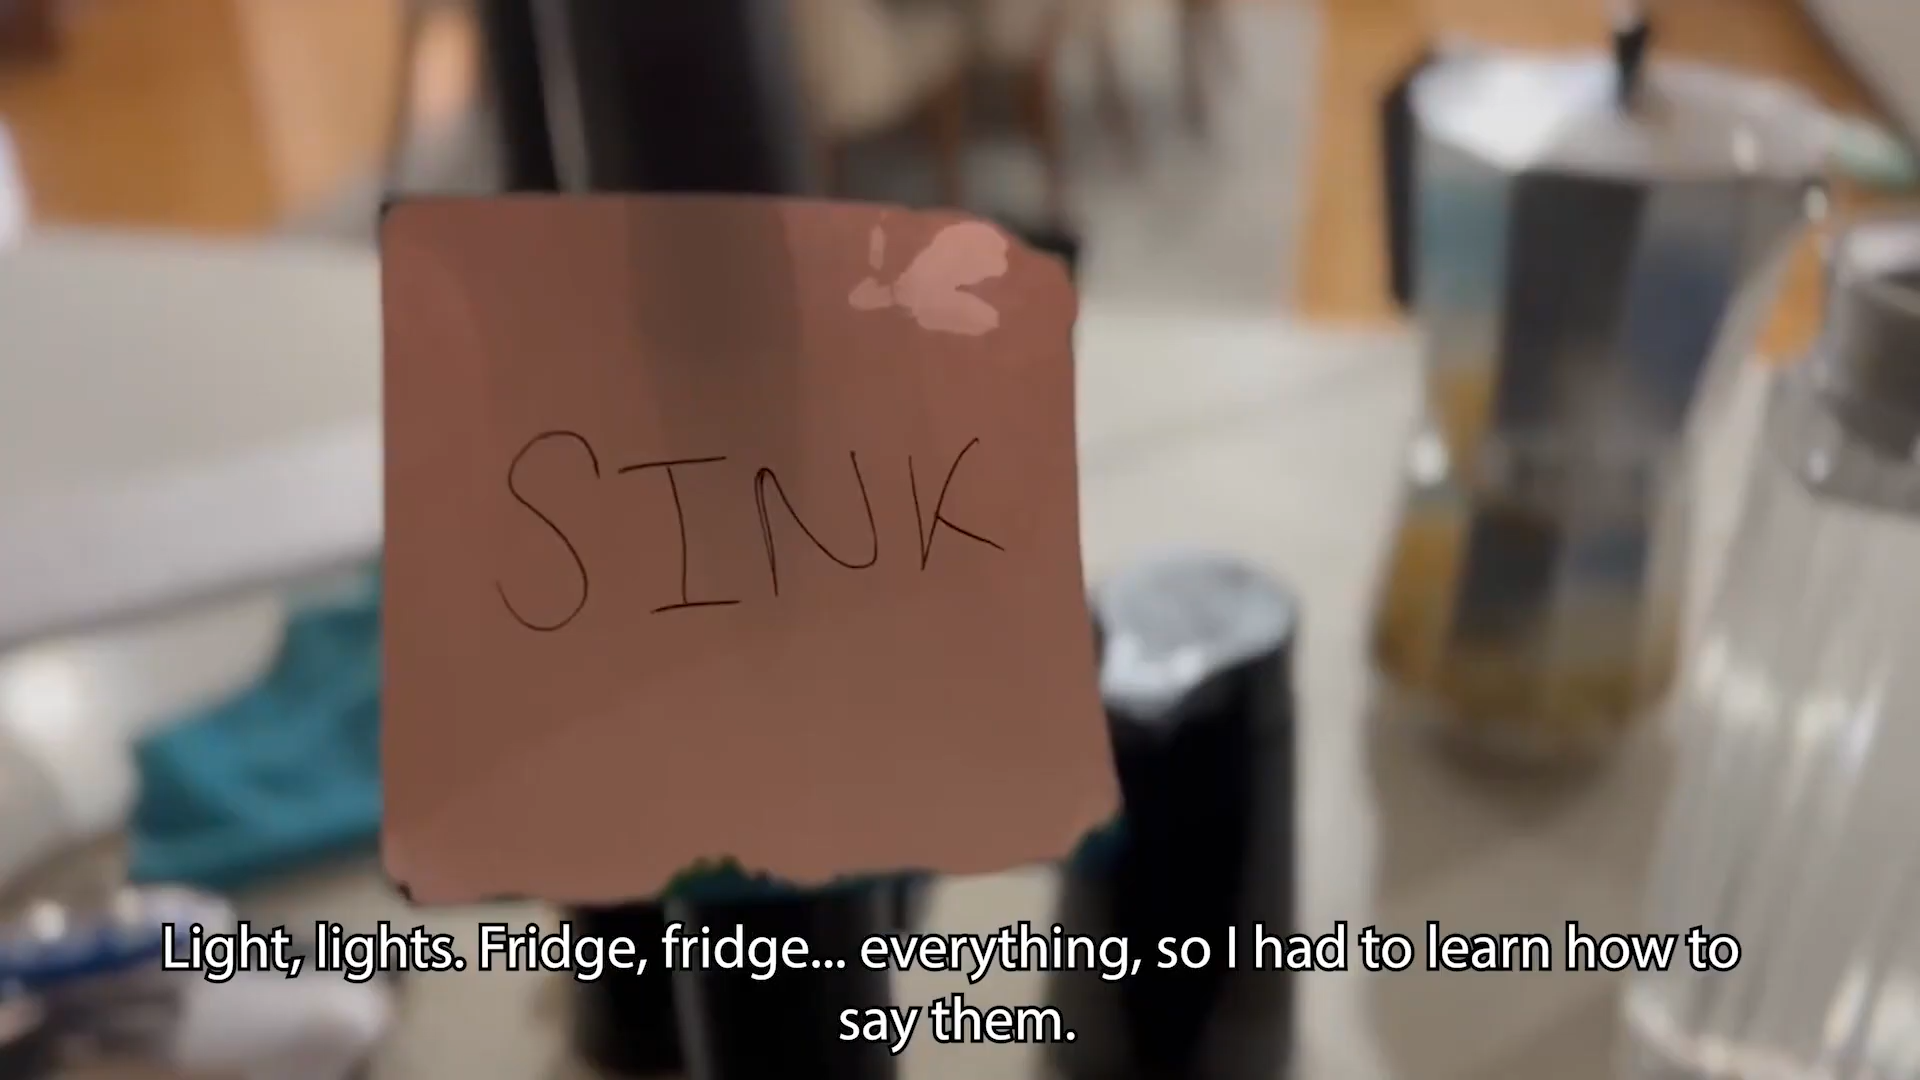 SINK
Light, lights. Fridge, fridge... everything, so I had to learn how to
say them.